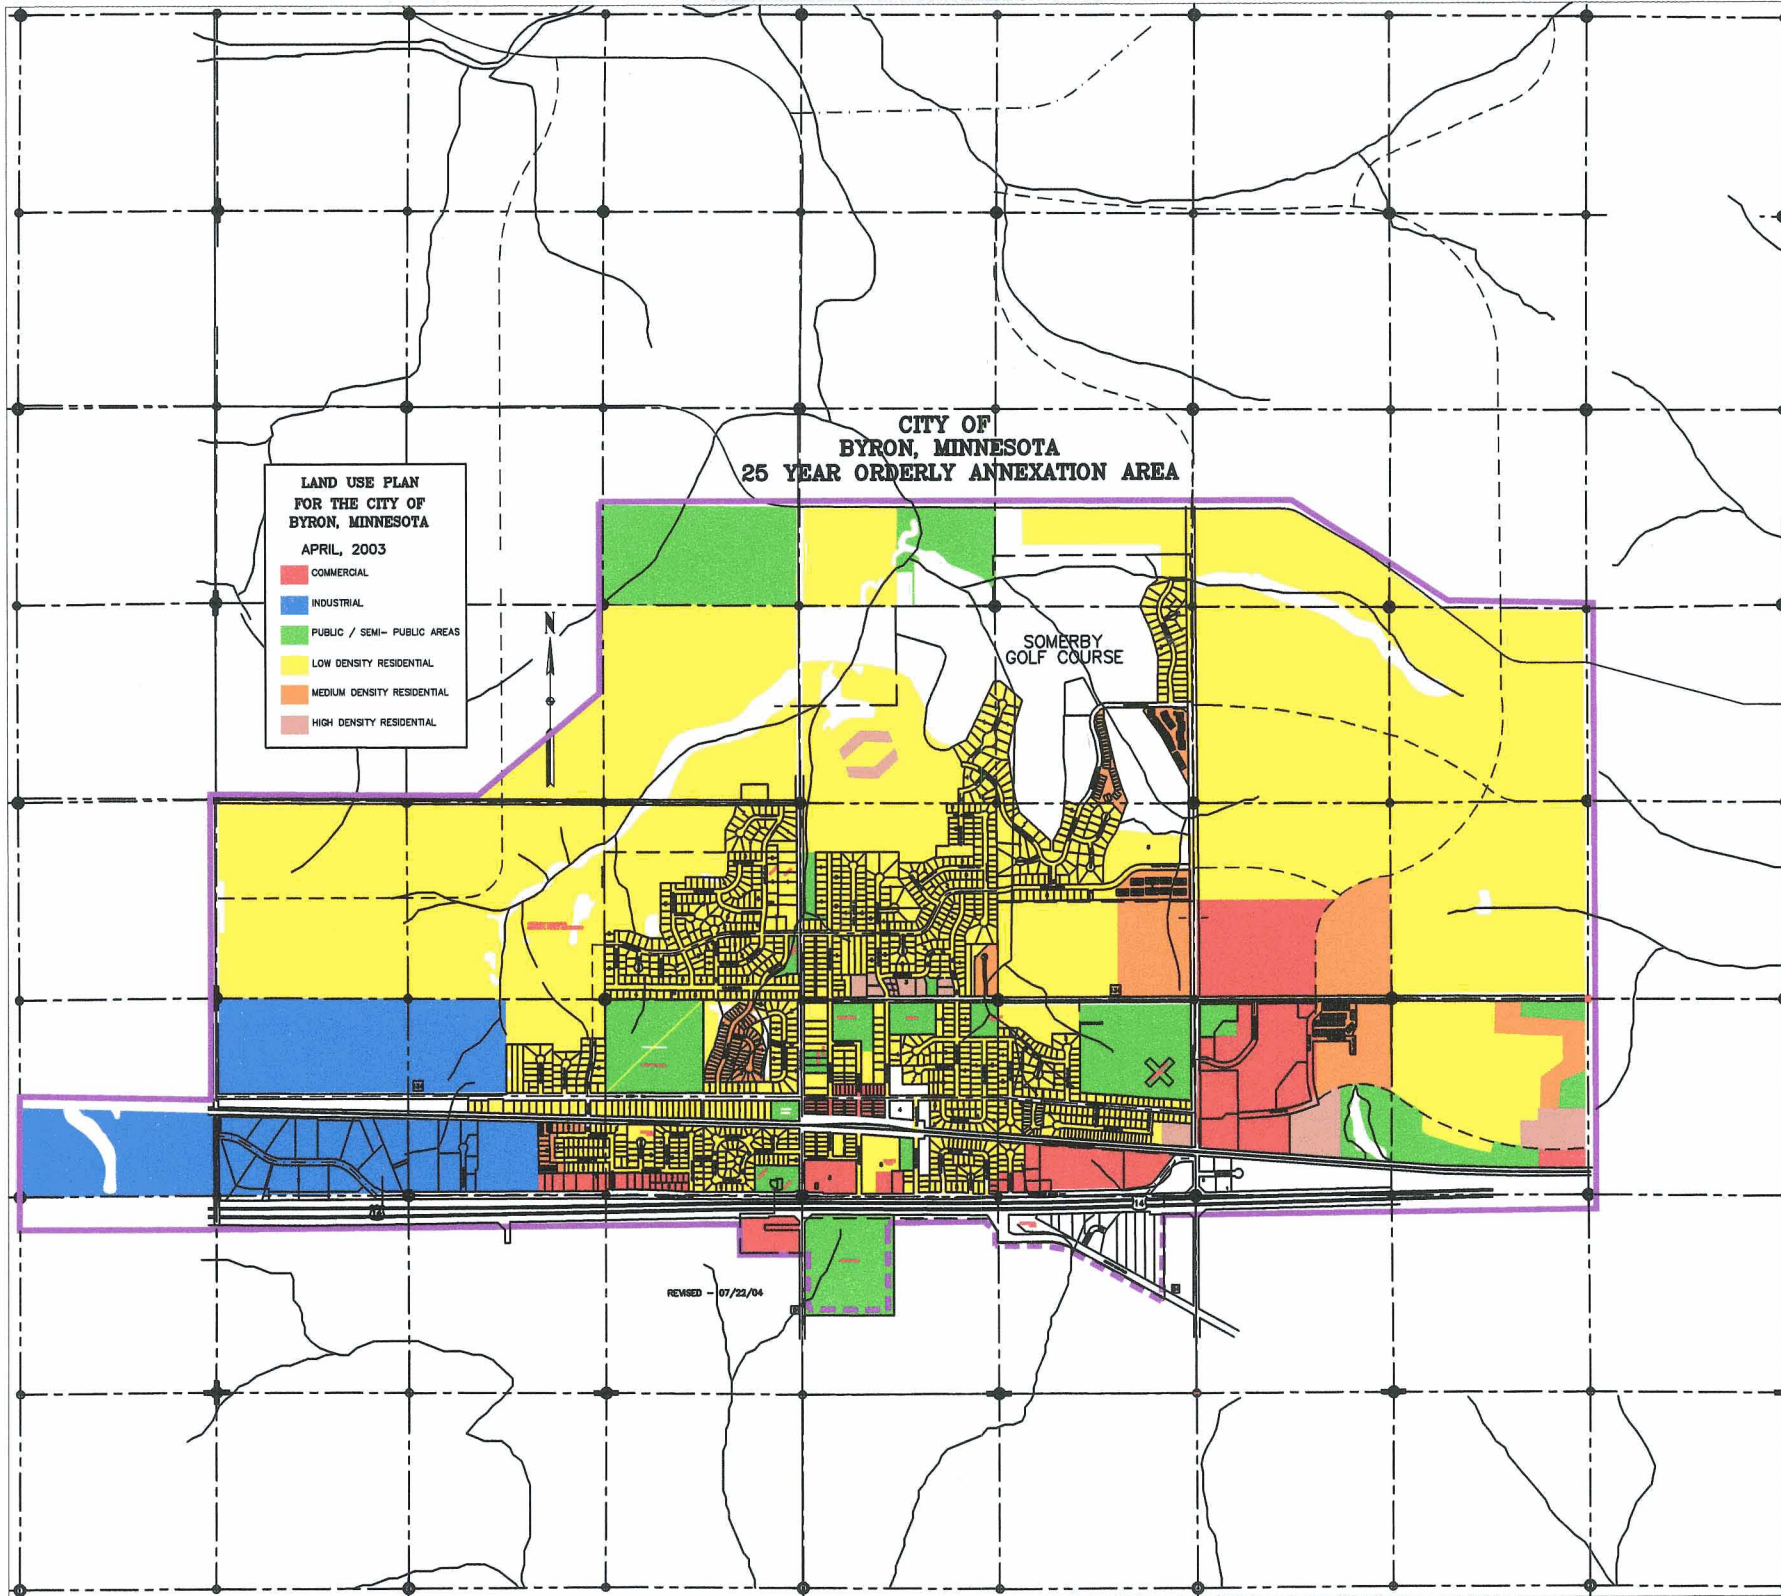 CITY OF
BYRON, MINNESOTA
25 YEAR ORDERLY ANNEXATION AREA
LAND USE PLAN
FOR THE CITY OF
BYRON, MINNESOTA
APRIL, 2003
COMMERCIAL
INDUSTRIAL
PUBLIC / SEMI- PUBLIC AREAS
LOW DENSITY RESIDENTIAL
MEDIUM DENSITY RESIDENTIAL
HIGH DENSITY RESIDENTIAL
N
SOMERBY
GOLF COURSE
14
REVISED - 07/22/04